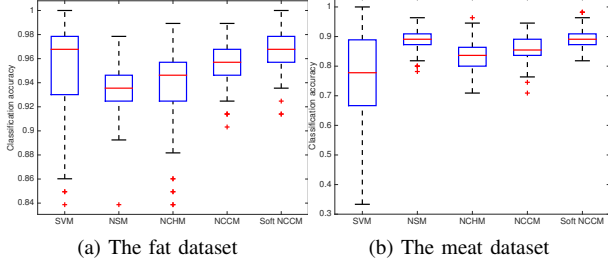 1
0.98
0.96
0.94
0.92
0.9
0.88
0.86
0.84
Classification accuracy
SVM NSM NCHM NCCM Soft NCCM
(a) The fat dataset
1
0.9
0.8
0.7
0.6
0.5
0.4
0.3
Classification accuracy
SVM NSM NCHM NCCM Soft NCCM
(b) The meat dataset